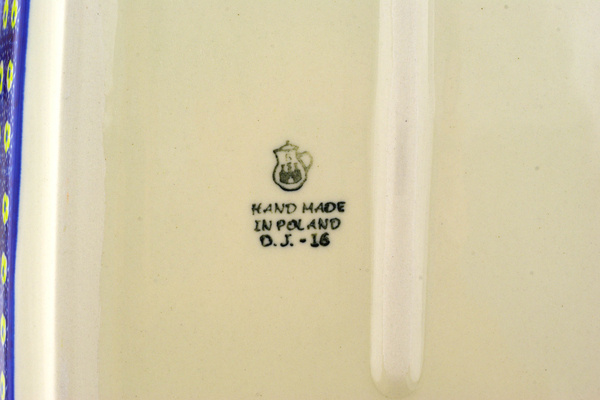 HAND MADE
IN POLAND
D.J. - 16